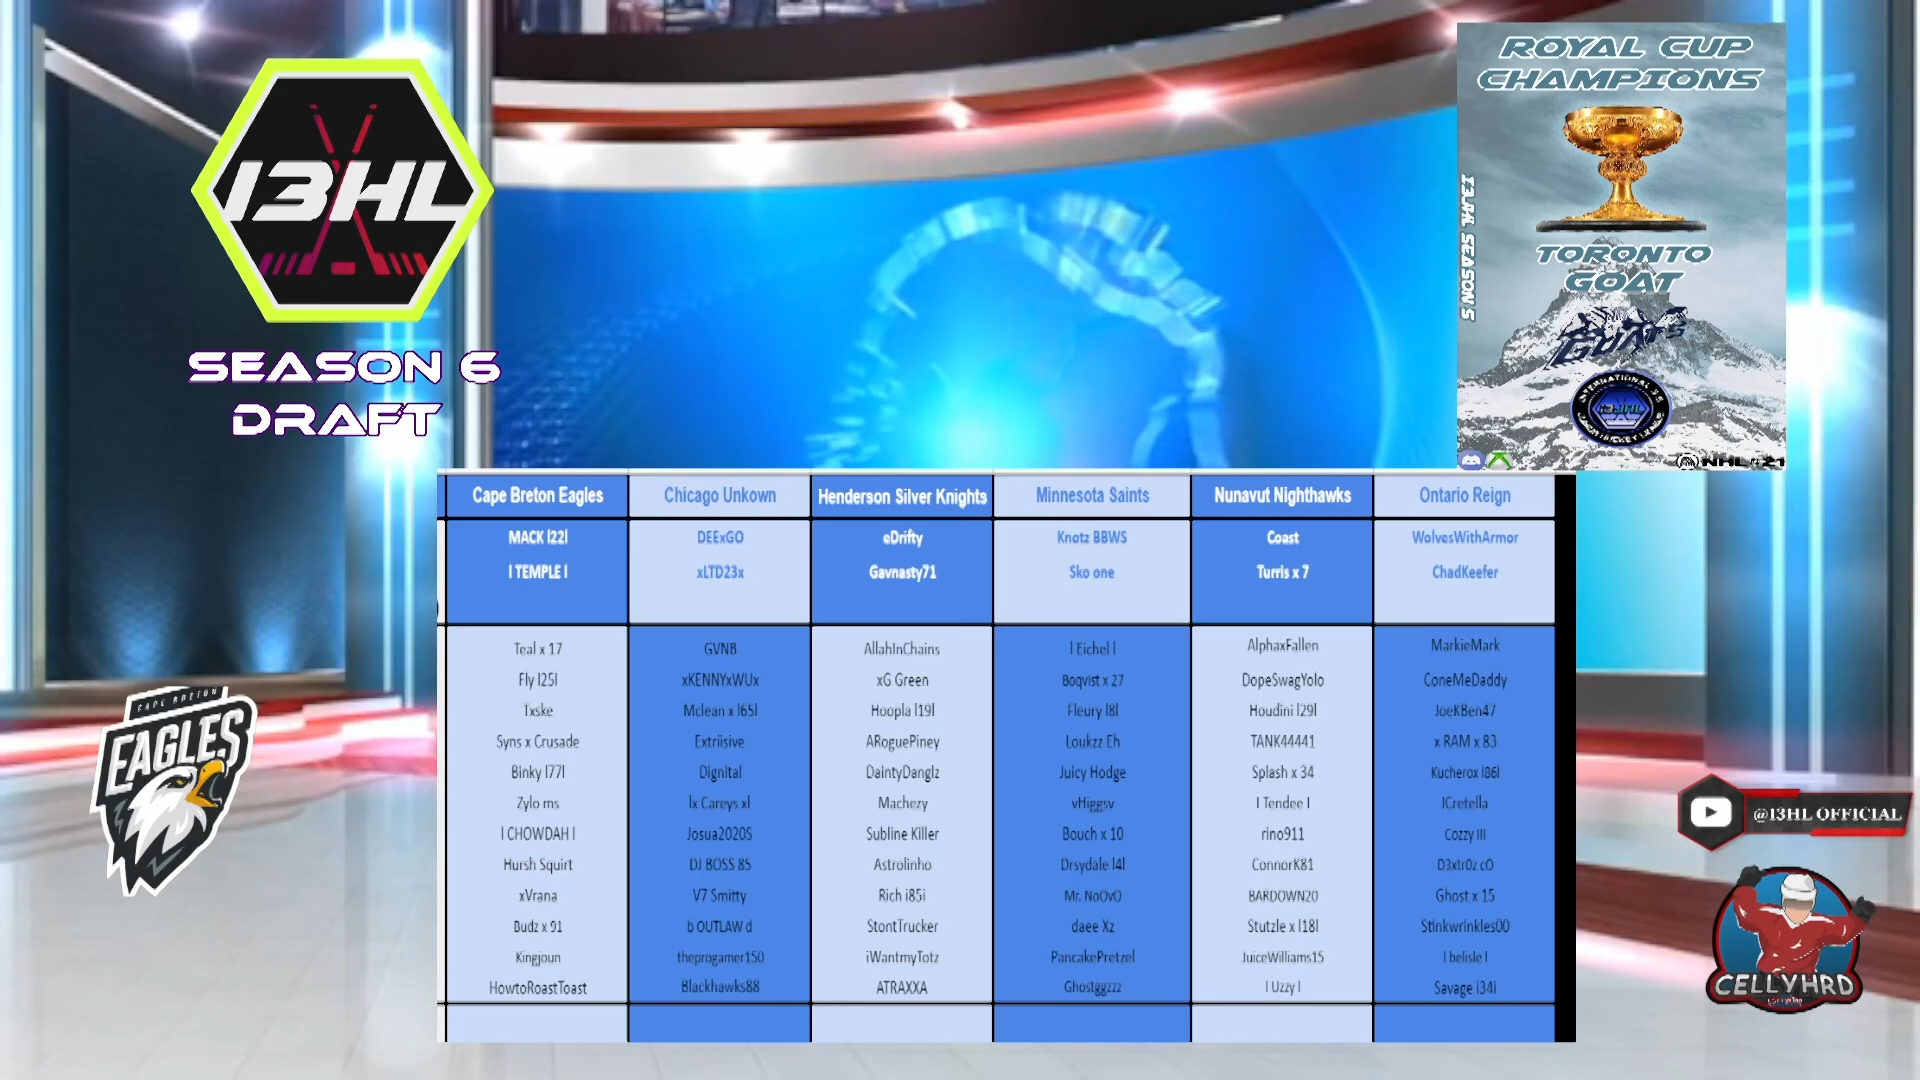 I3HL
SEASON 6
DRAFT
ROYAL CUP
CHAMPIONS
I3JHL SEASON 5
TORONTO
GOAT
GOATS
NHL 21
CAPE BRETON
EAGLES
Cape Breton Eagles Chicago Unkown Henderson Silver Knights Minnesota Saints Nunavut Nighthawks Ontario Reign
MACK l22l DEExGO eDrifty Knotz BBWS Coast WolvesWithArmor
l TEMPLE l xLTD23x Gavnasty71 Sko one Turris x 7 ChadKeefer
Teal x 17 GVNB AllahInChains l Eichel l AlphaxFallen MarkieMark
Fly l25l xKENNYxWUx xG Green Boqvist x 27 DopeSwagYolo ConeMeDaddy
Txske Mclean x l65l Hoopla l19l Fleury l8l Houdini l29l JoeKBen47
Syns x Crusade Extriisive ARoguePiney Loukzz Eh TANK44441 x RAM x 83
Binky l77l Dignital DaintyDanglz Juicy Hodge Splash x 34 Kucherox l86l
Zylo ms lx Careys xl Machezy vHiggsv l Tendee l JCretella
l CHOWDAH l Josua2020S Subline Killer Bouch x 10 rino911 Cozzy III
Hursh Squirt DJ BOSS 85 Astrolinho Drsydale l4l ConnorK81 D3xtr0z cO
xVrana V7 Smitty Rich i85i Mr. NoOvO BARDOWN20 Ghost x 15
Budz x 91 b OUTLAW d StontTrucker daee Xz Stutzle x l18l Stinkwrinkles00
Kingjoun theprogamer150 iWantmyTotz PancakePretzel JuiceWilliams15 l belisle l
HowtoRoastToast Blackhawks88 ATRAXXA Ghostggzzz l Uzzy l Savage l34l
@I3HL OFFICIAL
CELLYHRD